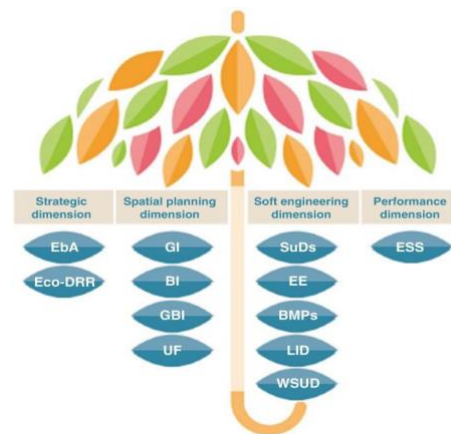 Strategic
dimension
Spatial planning
dimension
Soft engineering
dimension
Performance
dimension
EbA
GI
SuDs
ESS
Eco-DRR
BI
EE
GBI
BMPs
UF
LID
WSUD